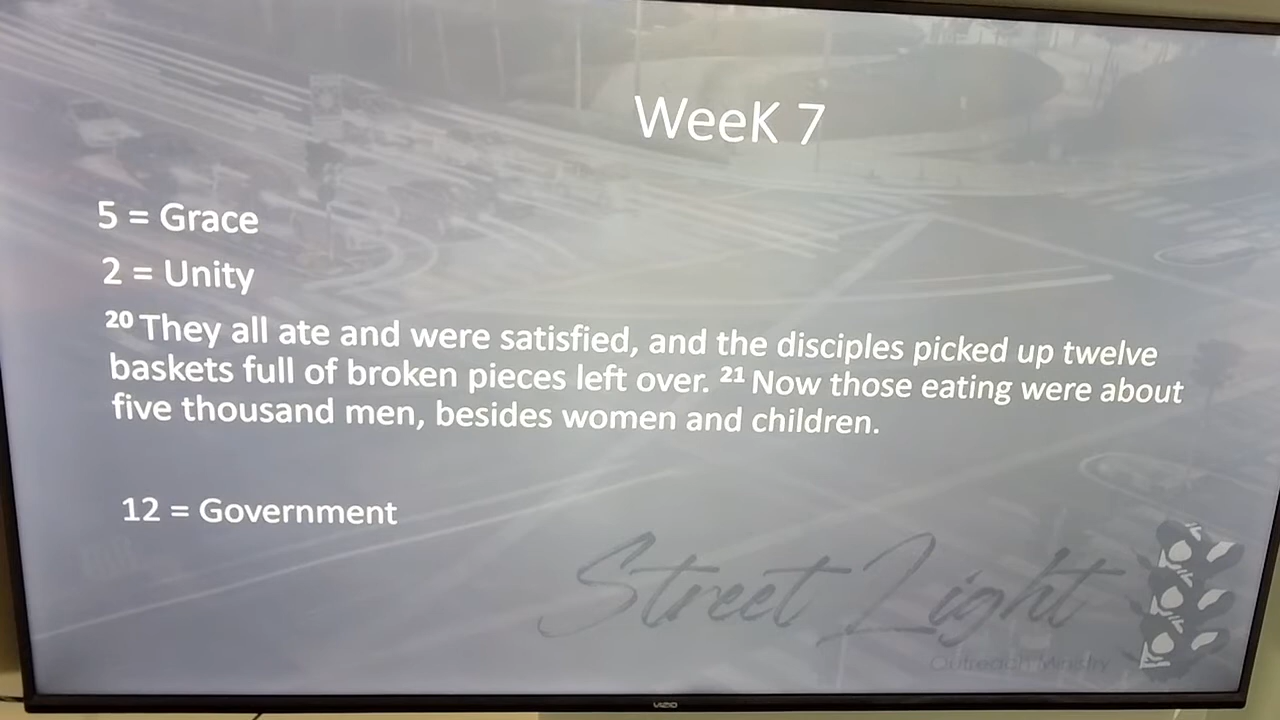 WeeK 7
5 = Grace
2 = Unity
20 They all ate and were satisfied, and the disciples picked up twelve
baskets full of broken pieces left over. 21 Now those eating were about
five thousand men, besides women and children.
12 = Government
Street Light
Outreach Ministry
VIZIO